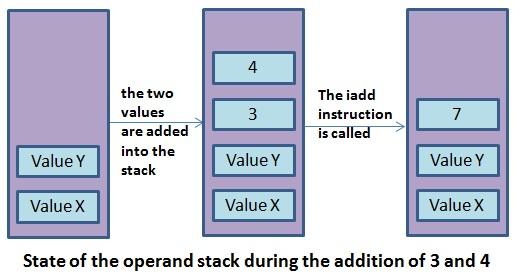 Value Y
Value X
the two
values
are added
into the
stack
4
3
Value Y
Value X
The iadd
instruction
is called
7
Value Y
Value X
State of the operand stack during the addition of 3 and 4